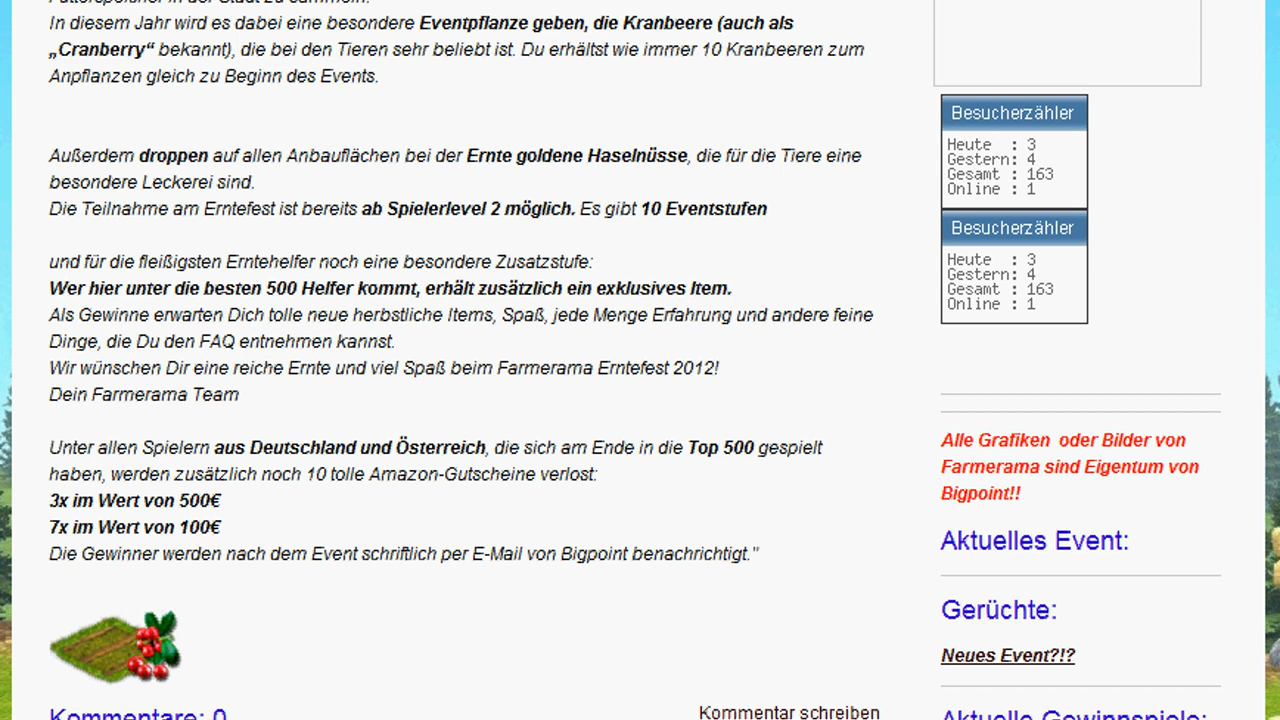 In diesem Jahr wird es dabei eine besondere Eventpflanze geben, die Kranbeere (auch als
„Cranberry“ bekannt), die bei den Tieren sehr beliebt ist. Du erhältst wie immer 10 Kranbeeren zum
Anpflanzen gleich zu Beginn des Events.
Außerdem droppen auf allen Anbauflächen bei der Ernte goldene Haselnüsse, die für die Tiere eine
besondere Leckerei sind.
Die Teilnahme am Erntefest ist bereits ab Spielerlevel 2 möglich. Es gibt 10 Eventstufen
und für die fleißigsten Erntehelfer noch eine besondere Zusatzstufe:
Wer hier unter die besten 500 Helfer kommt, erhält zusätzlich ein exklusives Item.
Als Gewinne erwarten Dich tolle neue herbstliche Items, Spaß, jede Menge Erfahrung und andere feine
Dinge, die Du den FAQ entnehmen kannst.
Wir wünschen Dir eine reiche Ernte und viel Spaß beim Farmerama Erntefest 2012!
Dein Farmerama Team
Unter allen Spielern aus Deutschland und Österreich, die sich am Ende in die Top 500 gespielt
haben, werden zusätzlich noch 10 tolle Amazon-Gutscheine verlost:
3x im Wert von 500€
7x im Wert von 100€
Die Gewinner werden nach dem Event schriftlich per E-Mail von Bigpoint benachrichtigt."
Kommentare: 0
Kommentar schreiben
Besucherzähler
Heute : 3
Gestern: 4
Gesamt : 163
Online : 1
Besucherzähler
Heute : 3
Gestern: 4
Gesamt : 163
Online : 1
Alle Grafiken oder Bilder von
Farmerama sind Eigentum von
Bigpoint!!
Aktuelles Event:
Gerüchte:
Neues Event?!?
Aktuelle Gewinnspiele: